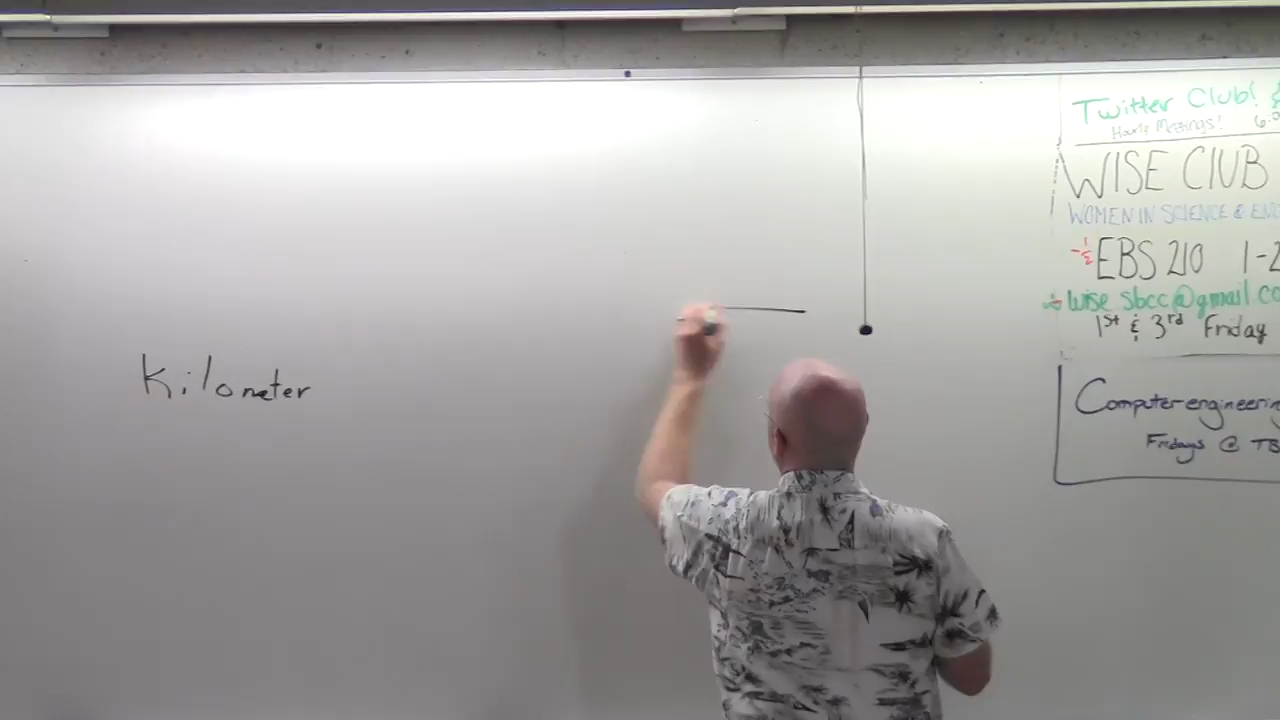 Kilometer
Twitter Club!
Meetings!
WISE ClUB
WOMEN IN SCIENCE &
EBS 210 1-2
wise.sbcc@gmail.co
1st & 3rd Friday
Computer engineering
Fridays @ TB